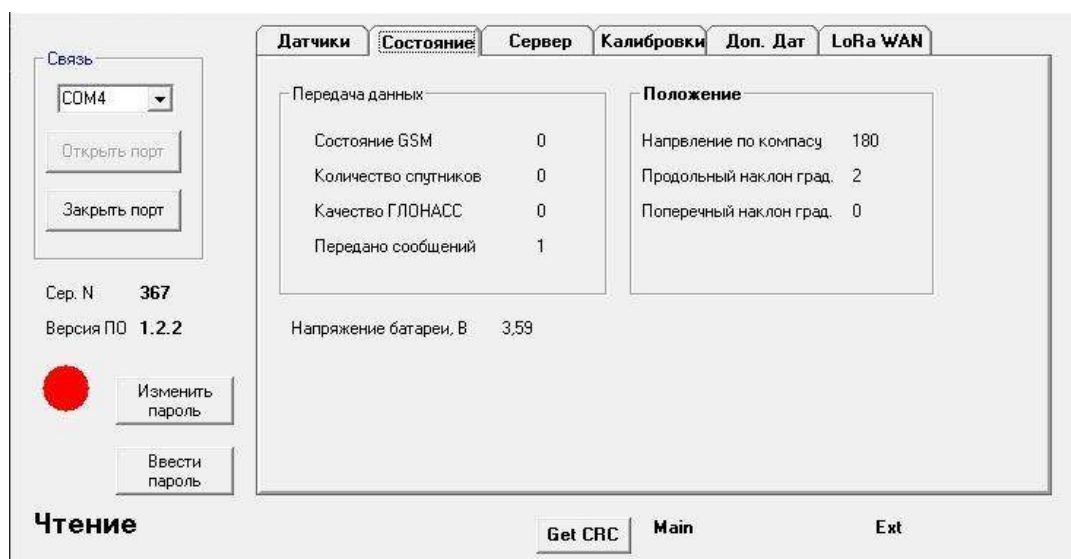 Датчики Состояние Сервер Калибровки Доп. Дат LoRa WAN
Связь
COM4
Открыть порт
Закрыть порт
Сер. N 367
Версия ПО 1.2.2
Изменить
пароль
Ввести
пароль
Передача данных
Состояние GSM 0
Количество спутников 0
Качество ГЛОНАСС 0
Передано сообщений 1
Положение
Напрвление по компасу 180
Продольный наклон град. 2
Поперечный наклон град. 0
Напряжение батареи, В 3,59
Чтение
Get CRC Main Ext